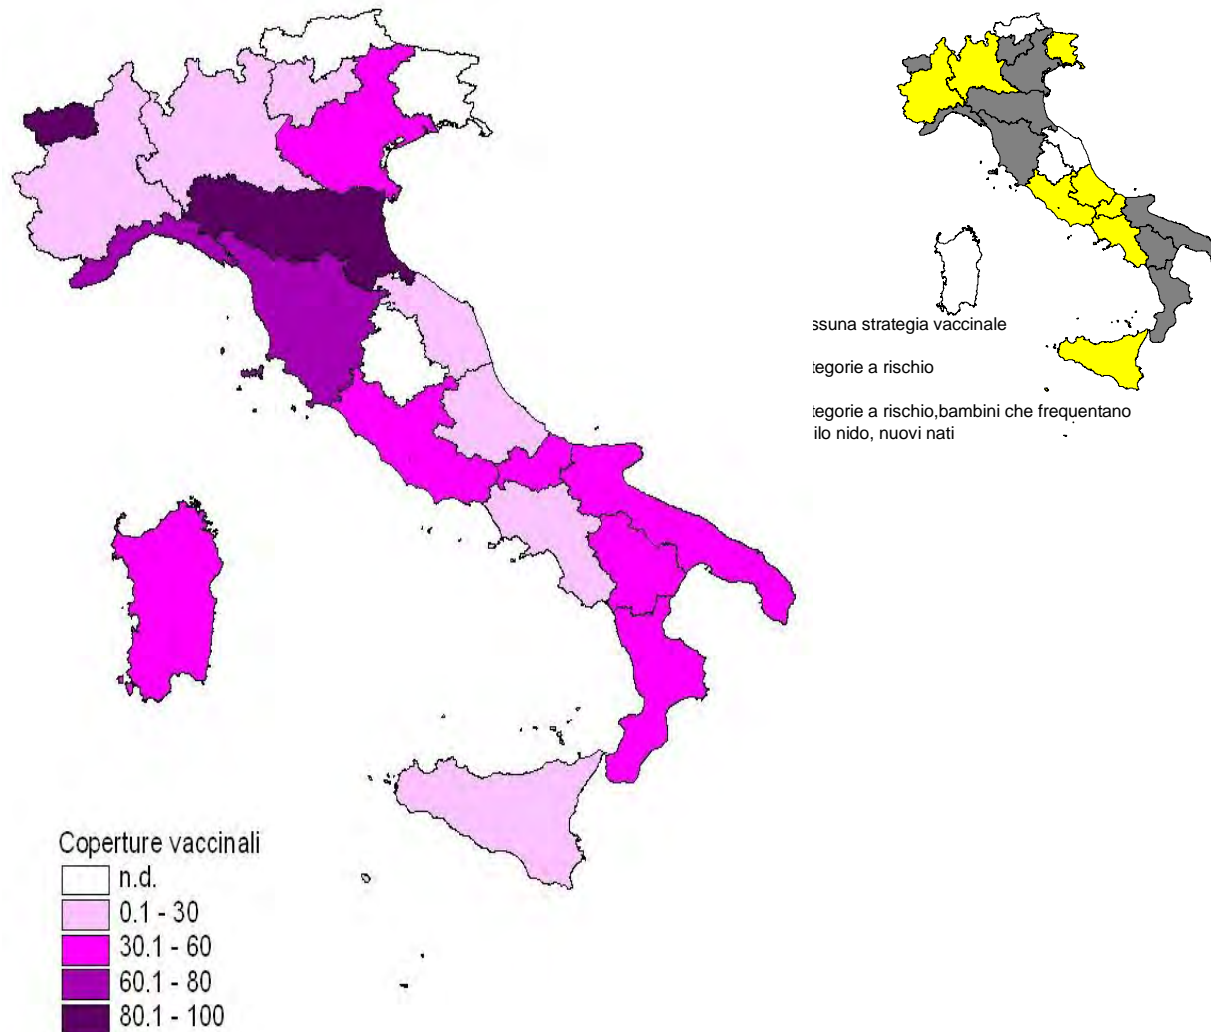 ssuna strategia vaccinale
tegorie a rischio
tegorie a rischio,bambini che frequentano
ilo nido, nuovi nati
Coperture vaccinali
n.d.
0.1 - 30
30.1 - 60
60.1 - 80
80.1 - 100